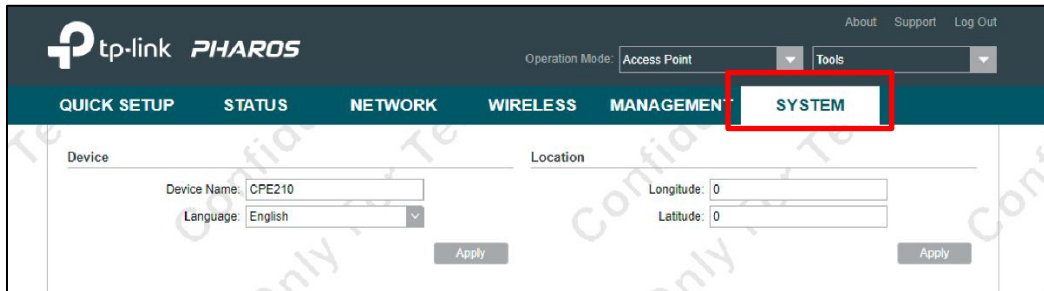 About Support Log Out
tp-link PHAROS
Operation Mode: Access Point Tools
QUICK SETUP STATUS NETWORK WIRELESS MANAGEMENT SYSTEM
Device Location
Device Name: CPE210 Longitude: 0
Language: English Latitude: 0
Apply Apply